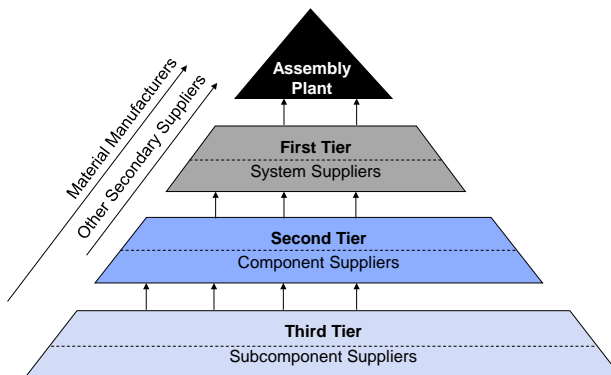 Assembly
Plant
Material Manufacturers
Other Secondary Suppliers
First Tier
System Suppliers
Second Tier
Component Suppliers
Third Tier
Subcomponent Suppliers